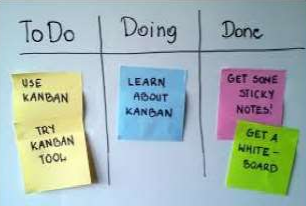 To Do
Doing
Done
USE
KANBAN
TRY
KANBAN
TOOL
LEARN
ABOUT
KANBAN
GET SOME
STICKY
NOTES!
GET A
WHITE-
BOARD